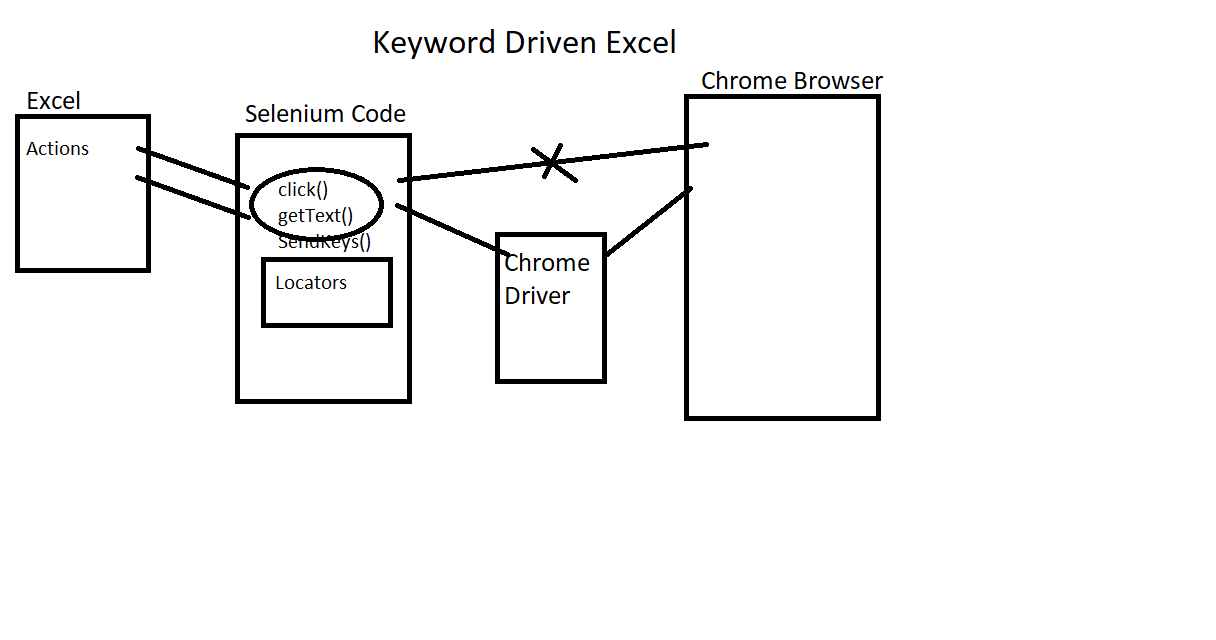 Keyword Driven Excel
Chrome Browser
Excel
Selenium Code
Actions
click()
getText()
SendKeys()
Locators
Chrome
Driver